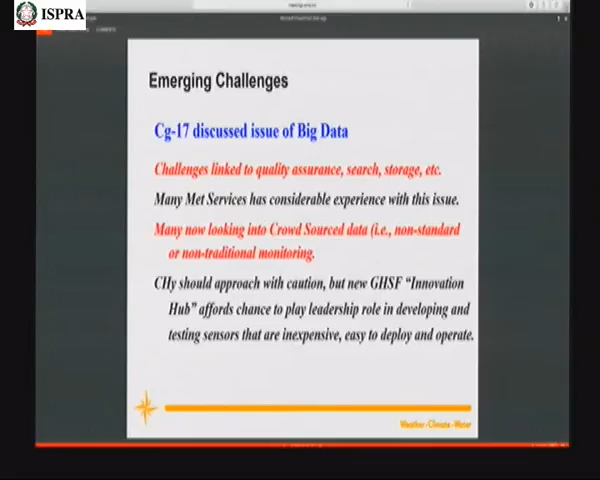 ISPRA
Emerging Challenges
Cg-17 discussed issue of Big Data
Challenges linked to quality assurance, search, storage, etc.
Many Met Services has considerable experience with this issue.
Many now looking into Crowd Sourced data (i.e., non-standard
or non-traditional monitoring.
CHy should approach with caution, but new GHSF “Innovation
Hub” affords chance to play leadership role in developing and
testing sensors that are inexpensive, easy to deploy and operate.
Weather · Climate · Water